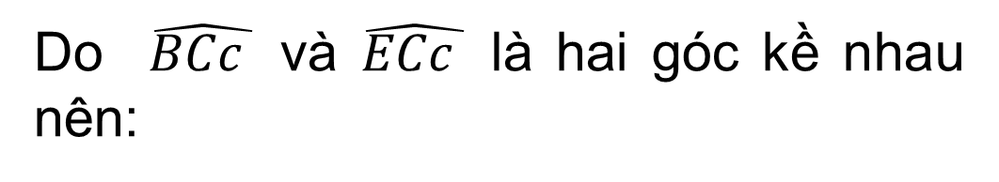 Do $\widehat{BCc}$ và $\widehat{ECc}$ là hai góc kề nhau
nên: